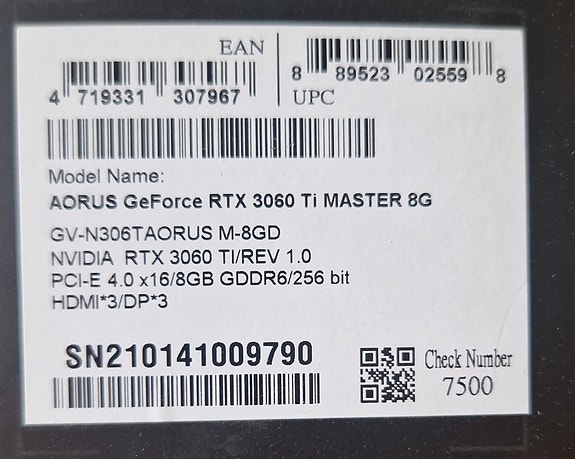 EAN
4 719331 307967
8 89523 02559 8
UPC
Model Name:
AORUS GeForce RTX 3060 Ti MASTER 8G
GV-N306TAORUS M-8GD
NVIDIA RTX 3060 TI/REV 1.0
PCI-E 4.0 x16/8GB GDDR6/256 bit
HDMI*3/DP*3
SN210141009790
Check Number
7500